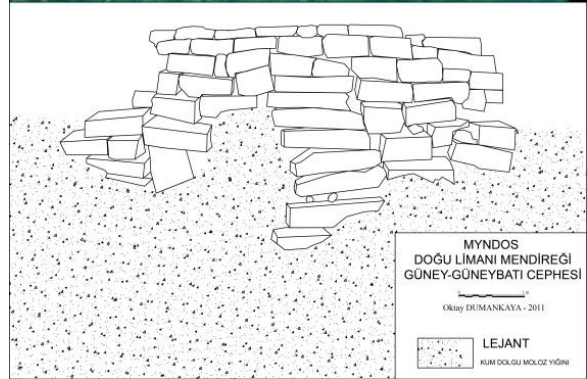 MYNDOS
DOĞU LİMANI MENDİREĞİ
GÜNEY-GÜNEYBATI CEPHESİ
Oktay DUMANKAYA - 2011
LEJANT
KUM DOLGU MOLOZ YIĞINI